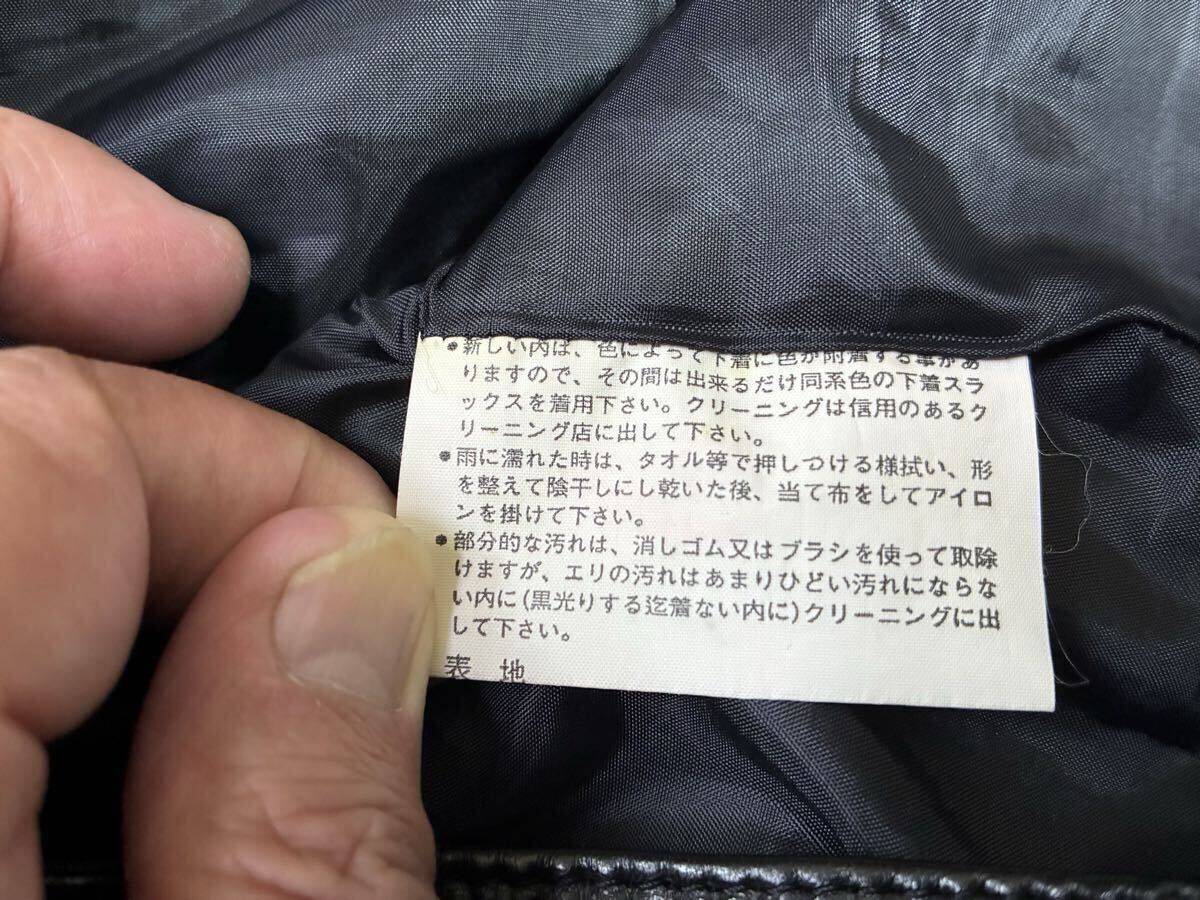 ●新しい内は、色によって下着に色が附着する事があ
りますので、その間は出来るだけ同系色の下着スラ
ックスを着用下さい。クリーニングは信用のあるク
リーニング店に出して下さい。
●雨に濡れた時は、タオル等で押しつける様拭い、形
を整えて陰干しにし乾いた後、当て布をしてアイロ
ンを掛けて下さい。
●部分的な汚れは、消しゴム又はブラシを使って取除
けますが、エリの汚れはあまりひどい汚れにならな
い内に(黒光りする迄着ない内に)クリーニングに出
して下さい。
表 地